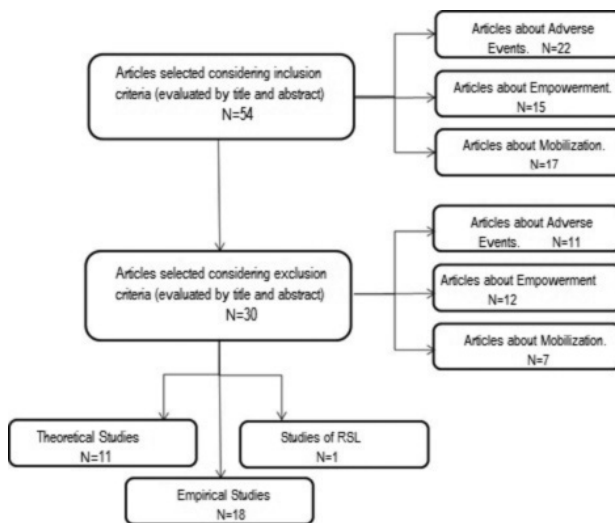 Articles selected considering inclusion
criteria (evaluated by title and abstract)
N=54
Articles about Adverse
Events. N=22
Articles about Empowerment.
N=15
Articles about Mobilization.
N=17
Articles selected considering exclusion
criteria (evaluated by title and abstract)
N=30
Articles about Adverse
Events. N=11
Articles about Empowerment
N=12
Articles about Mobilization.
N=7
Theoretical Studies
N=11
Studies of RSL
N=1
Empirical Studies
N=18